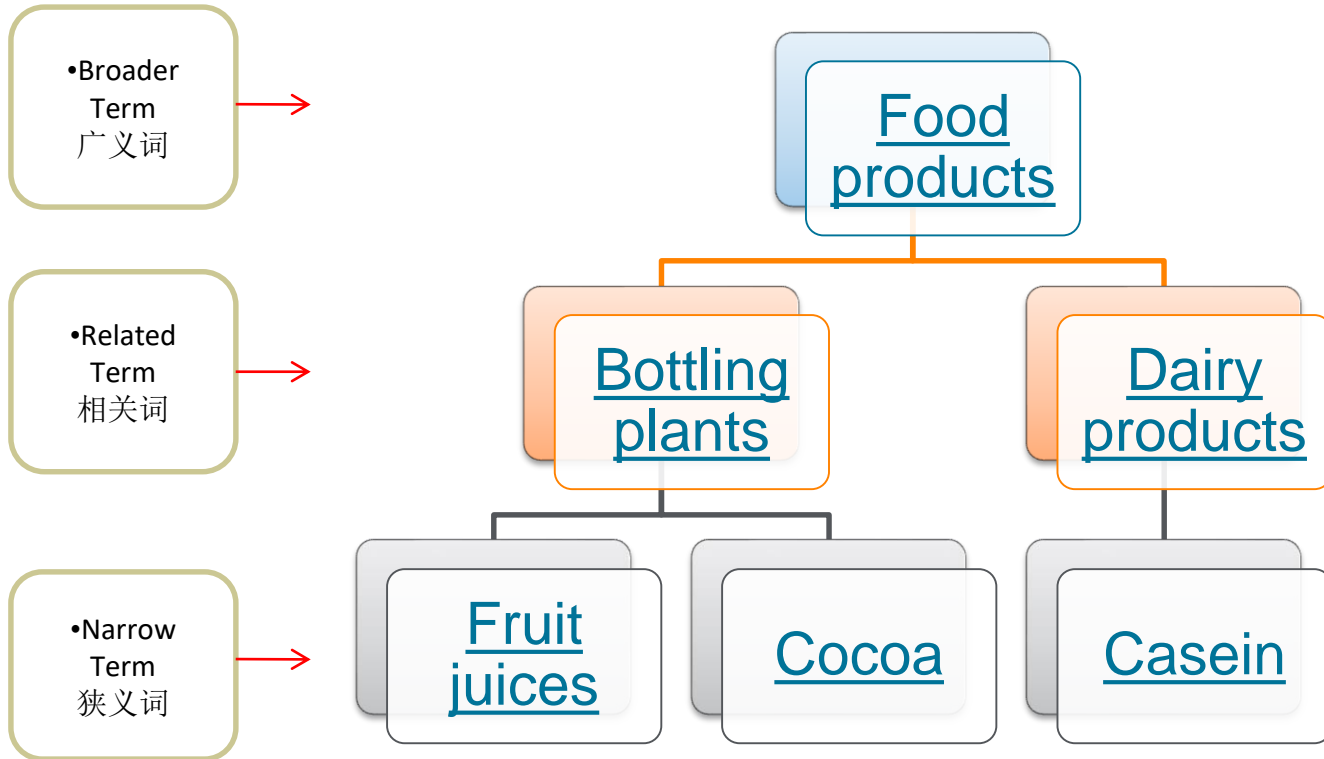 •Broader
Term
广义词
Food
products
•Related
Term
相关词
Bottling
plants
Dairy
products
•Narrow
Term
狭义词
Fruit
juices
Cocoa
Casein